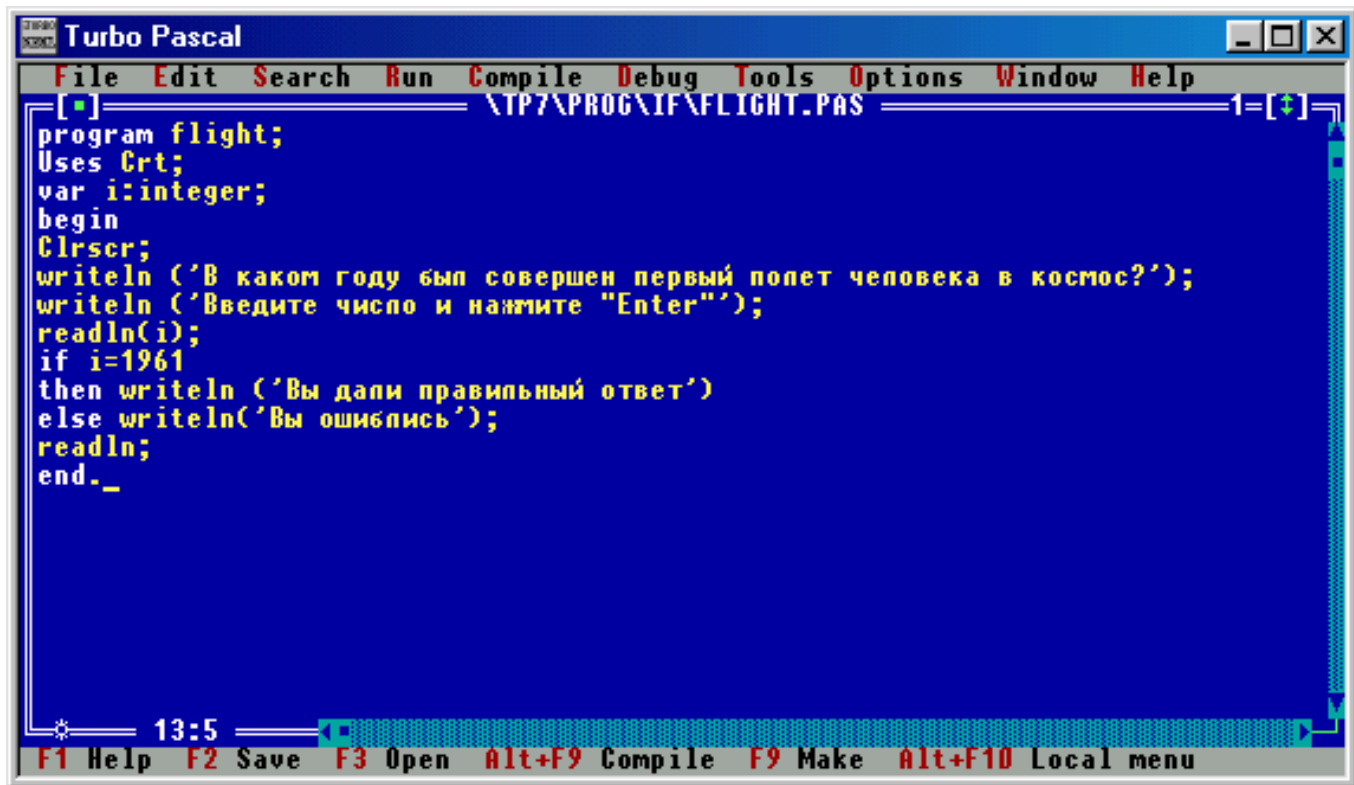 Turbo Pascal
File Edit Search Run Compile Debug Tools Options Window Help
[■] \TP7\PROG\IF\FLIGHT.PAS 1=[↕]
program flight;
Uses Crt;
var i:integer;
begin
Clrscr;
writeln ('В каком году был совершен первый полет человека в космос?');
writeln ('Введите число и нажмите "Enter"');
readln(i);
if i=1961
then writeln ('Вы дали правильный ответ')
else writeln('Вы ошиблись');
readln;
end._
13:5
F1 Help F2 Save F3 Open Alt+F9 Compile F9 Make Alt+F10 Local menu